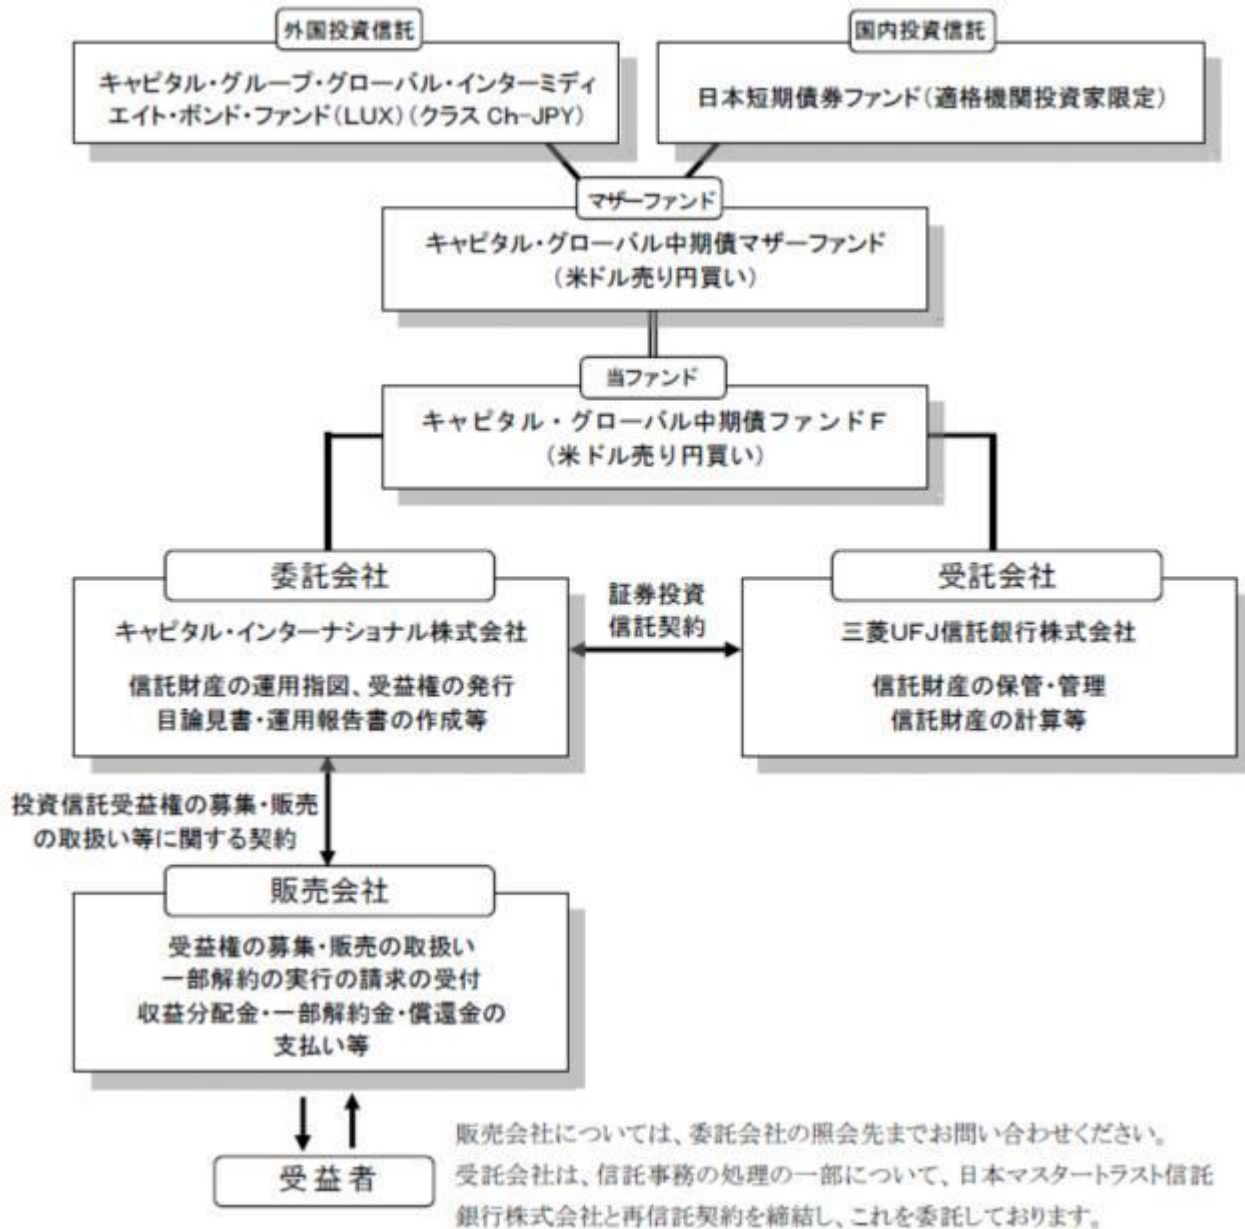 外国投資信託
キャピタル・グループ・グローバル・インターミディ
エイト・ボンド・ファンド(LUX)(クラス Ch-JPY)
国内投資信託
日本短期債券ファンド(適格機関投資家限定)
マザーファンド
キャピタル・グローバル中期債マザーファンド
(米ドル売り円買い)
当ファンド
キャピタル・グローバル中期債ファンドF
(米ドル売り円買い)
委託会社
キャピタル・インターナショナル株式会社
信託財産の運用指図、受益権の発行
目論見書・運用報告書の作成等
証券投資
信託契約
受託会社
三菱UFJ信託銀行株式会社
信託財産の保管・管理
信託財産の計算等
投資信託受益権の募集・販売
の取扱い等に関する契約
販売会社
受益権の募集・販売の取扱い
一部解約の実行の請求の受付
収益分配金・一部解約金・償還金の
支払い等
受益者
販売会社については、委託会社の照会先までお問い合わせください。
受託会社は、信託事務の処理の一部について、日本マスタートラスト信託
銀行株式会社と再信託契約を締結し、これを委託しております。